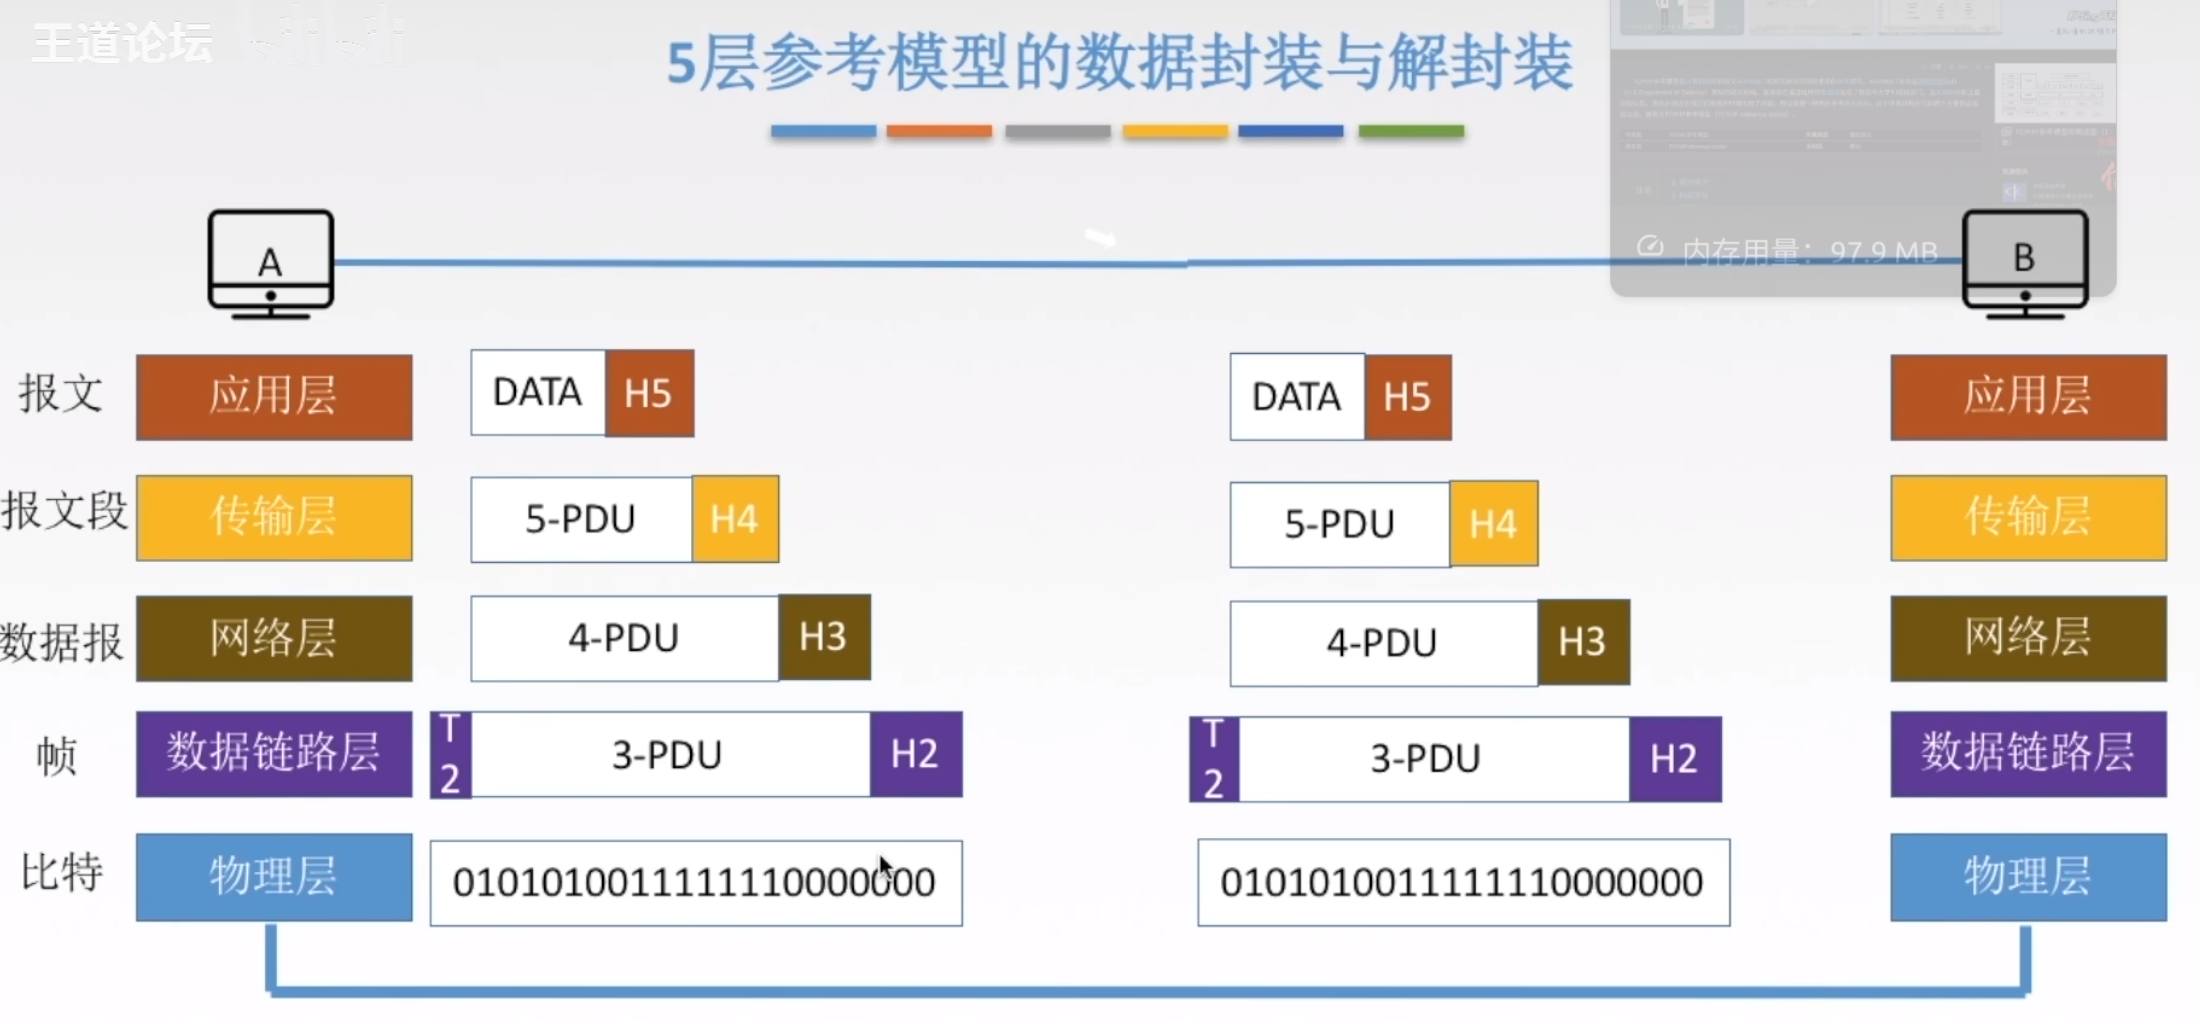 王道论坛
5层参考模型的数据封装与解封装
内存用量：97.9 MB
A
B
报文 应用层 DATA H5 DATA H5 应用层
报文段 传输层 5-PDU H4 5-PDU H4 传输层
数据报 网络层 4-PDU H3 4-PDU H3 网络层
帧 数据链路层 T2 3-PDU H2 T2 3-PDU H2 数据链路层
比特 物理层 0101010011111110000000 0101010011111110000000 物理层